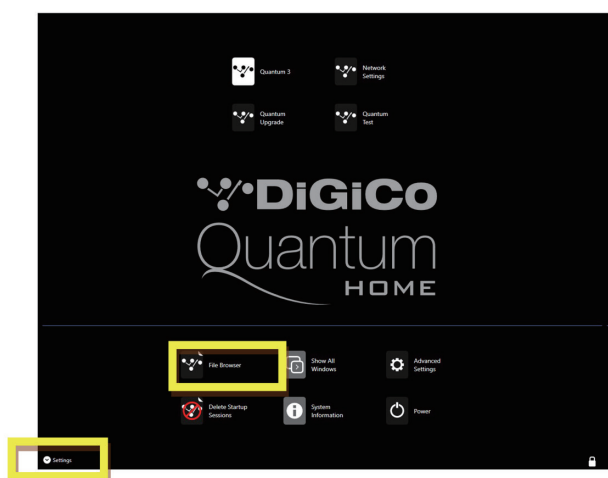 Quantum 3
Network
Settings
Quantum
Upgrade
Quantum
Test
DiGiCo
Quantum
HOME
File Browser
Show All
Windows
Advanced
Settings
Delete Startup
Sessions
System
Information
Power
Settings